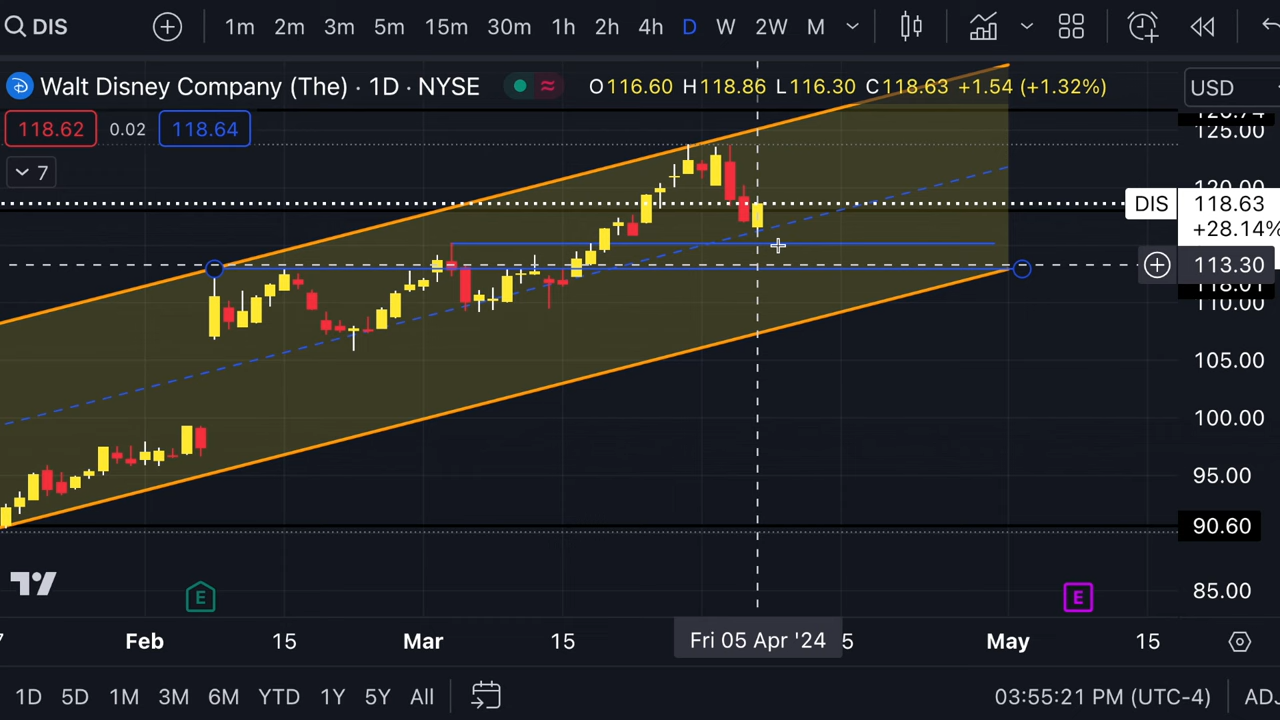 DIS 1m 2m 3m 5m 15m 30m 1h 2h 4h D W 2W M
Walt Disney Company (The) · 1D · NYSE O116.60 H118.86 L116.30 C118.63 +1.54 (+1.32%) USD
118.62 0.02 118.64
125.00
7
120.00
DIS 118.63
+28.14%
113.30
118.01
110.00
105.00
100.00
95.00
90.60
85.00
E E
Feb 15 Mar 15 Fri 05 Apr '24 5 May 15
1D 5D 1M 3M 6M YTD 1Y 5Y All 03:55:21 PM (UTC-4) ADJ